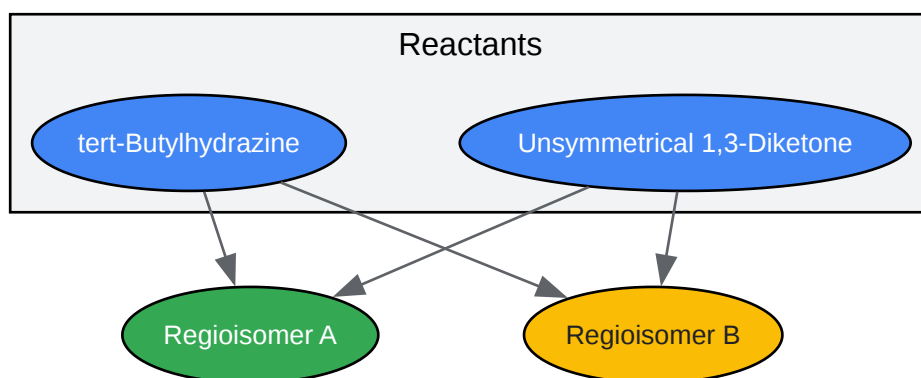 Reactants
tert-Butylhydrazine
Unsymmetrical 1,3-Diketone
Regioisomer A
Regioisomer B